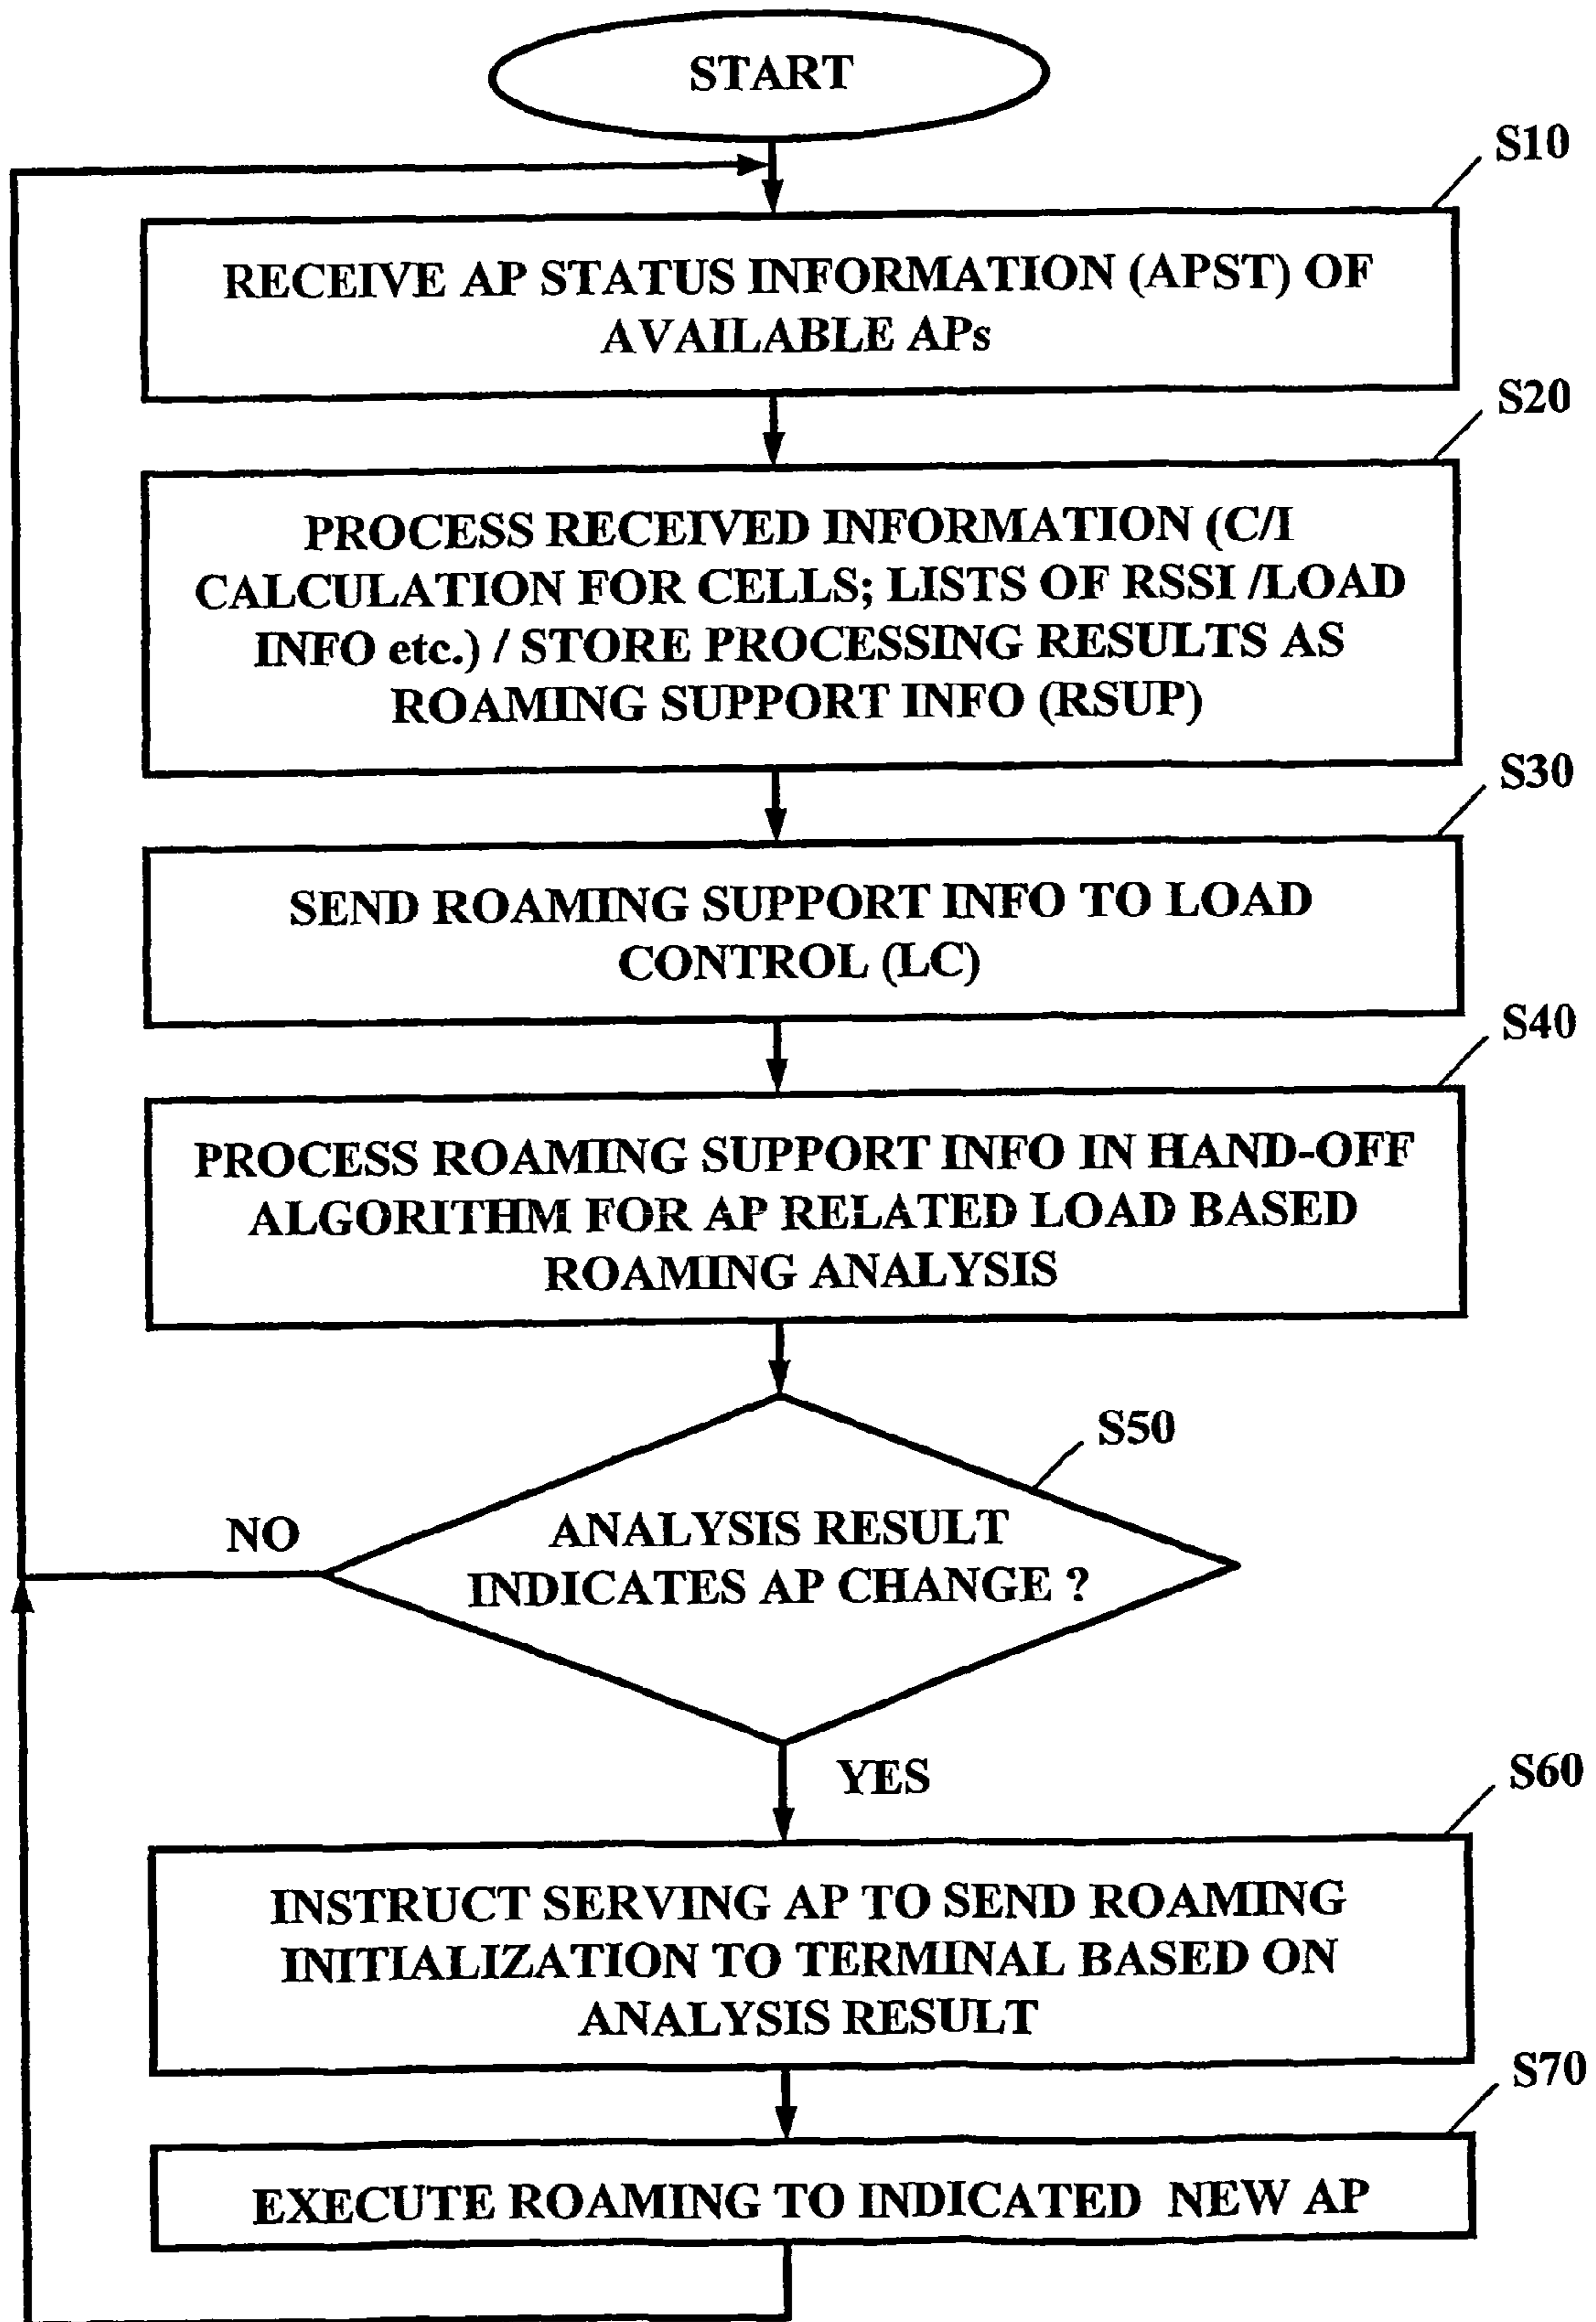 START
S10
RECEIVE AP STATUS INFORMATION (APST) OF
AVAILABLE APs
S20
PROCESS RECEIVED INFORMATION (C/I
CALCULATION FOR CELLS; LISTS OF RSSI /LOAD
INFO etc.) / STORE PROCESSING RESULTS AS
ROAMING SUPPORT INFO (RSUP)
S30
SEND ROAMING SUPPORT INFO TO LOAD
CONTROL (LC)
S40
PROCESS ROAMING SUPPORT INFO IN HAND-OFF
ALGORITHM FOR AP RELATED LOAD BASED
ROAMING ANALYSIS
S50
NO
ANALYSIS RESULT
INDICATES AP CHANGE ?
YES
S60
INSTRUCT SERVING AP TO SEND ROAMING
INITIALIZATION TO TERMINAL BASED ON
ANALYSIS RESULT
S70
EXECUTE ROAMING TO INDICATED NEW AP